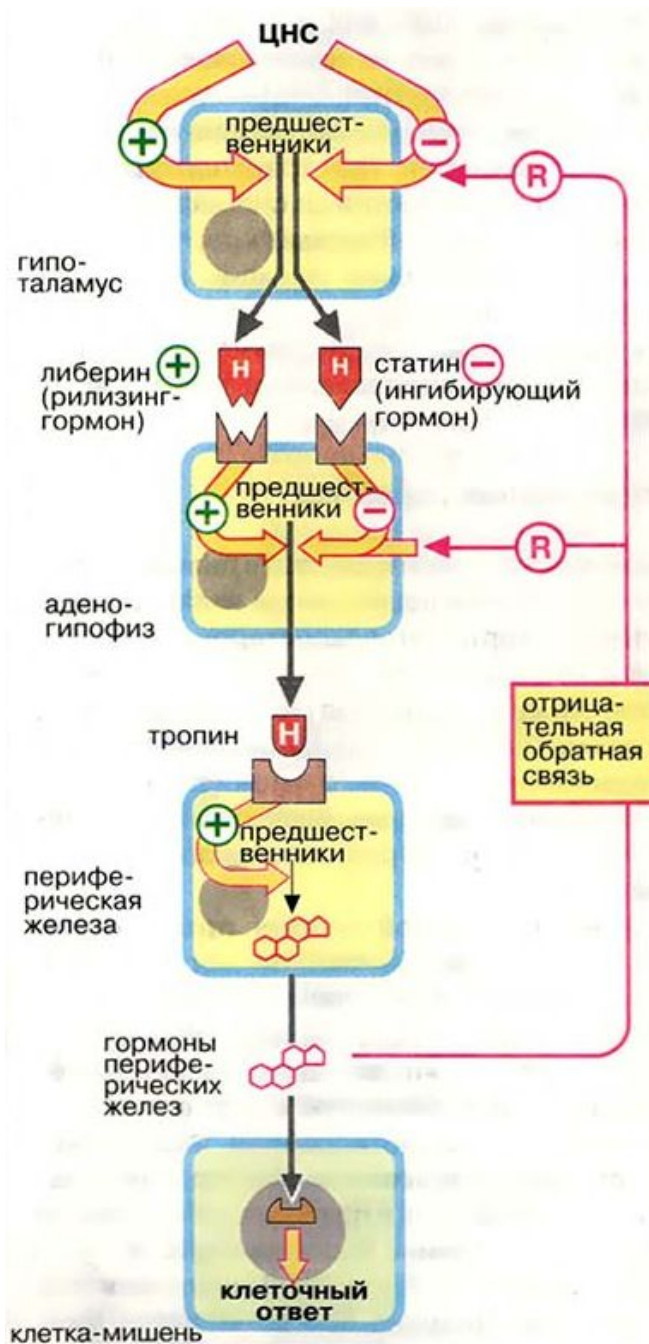 ЦНС
+
предшест-
венники
−
R
гипо-
таламус
либерин +
(рилизинг-
гормон)
H
H
статин −
(ингибирующий
гормон)
+
предшест-
венники
−
R
адено-
гипофиз
отрица-
тельная
обратная
связь
тропин
H
+
предшест-
венники
перифе-
рическая
железа
гормоны
перифе-
рических
желез
клеточный
ответ
клетка-мишень